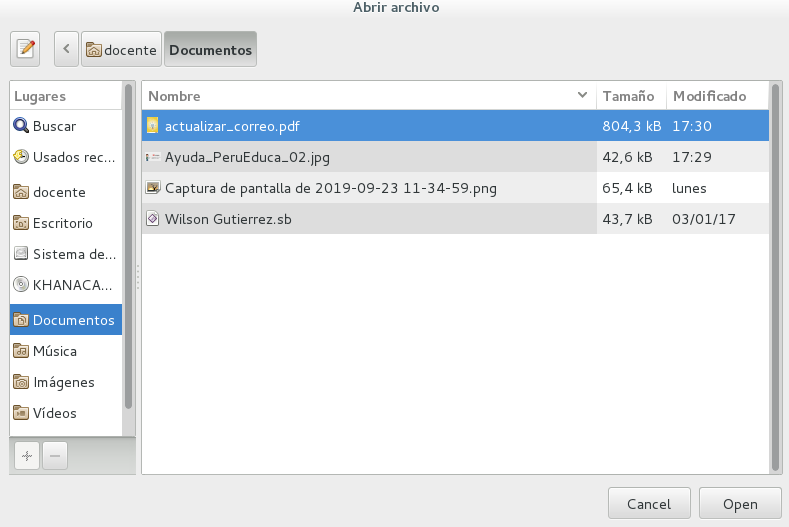 Abrir archivo
docente Documentos
Lugares
Buscar
Usados rec...
docente
Escritorio
Sistema de...
KHANACA...
Documentos
Música
Imágenes
Vídeos
Nombre Tamaño Modificado
actualizar_correo.pdf 804,3 kB 17:30
Ayuda_PeruEduca_02.jpg 42,6 kB 17:29
Captura de pantalla de 2019-09-23 11-34-59.png 65,4 kB lunes
Wilson Gutierrez.sb 43,7 kB 03/01/17
Cancel Open